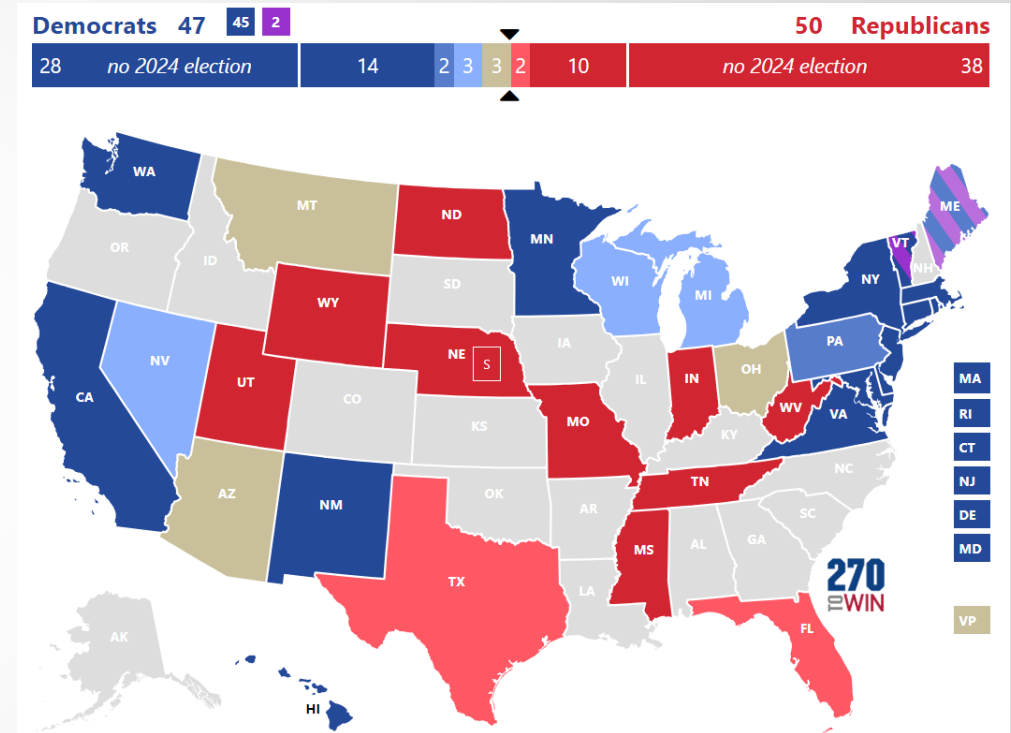 Democrats 47 45 2 50 Republicans
28 no 2024 election 14 2 3 3 2 10 no 2024 election 38
WA
ME
MT
ND
VT
MN
OR
ID
NH
NY
SD
WI
MI
WY
PA
NE S
IA
NV
OH
UT
IL
IN
MA
CA
CO
WV
VA
RI
MO
KS
KY
CT
NC
TN
NJ
AZ
OK
NM
AR
SC
DE
MS
AL
GA
MD
TX
270
TO WIN
LA
VP
FL
AK
HI